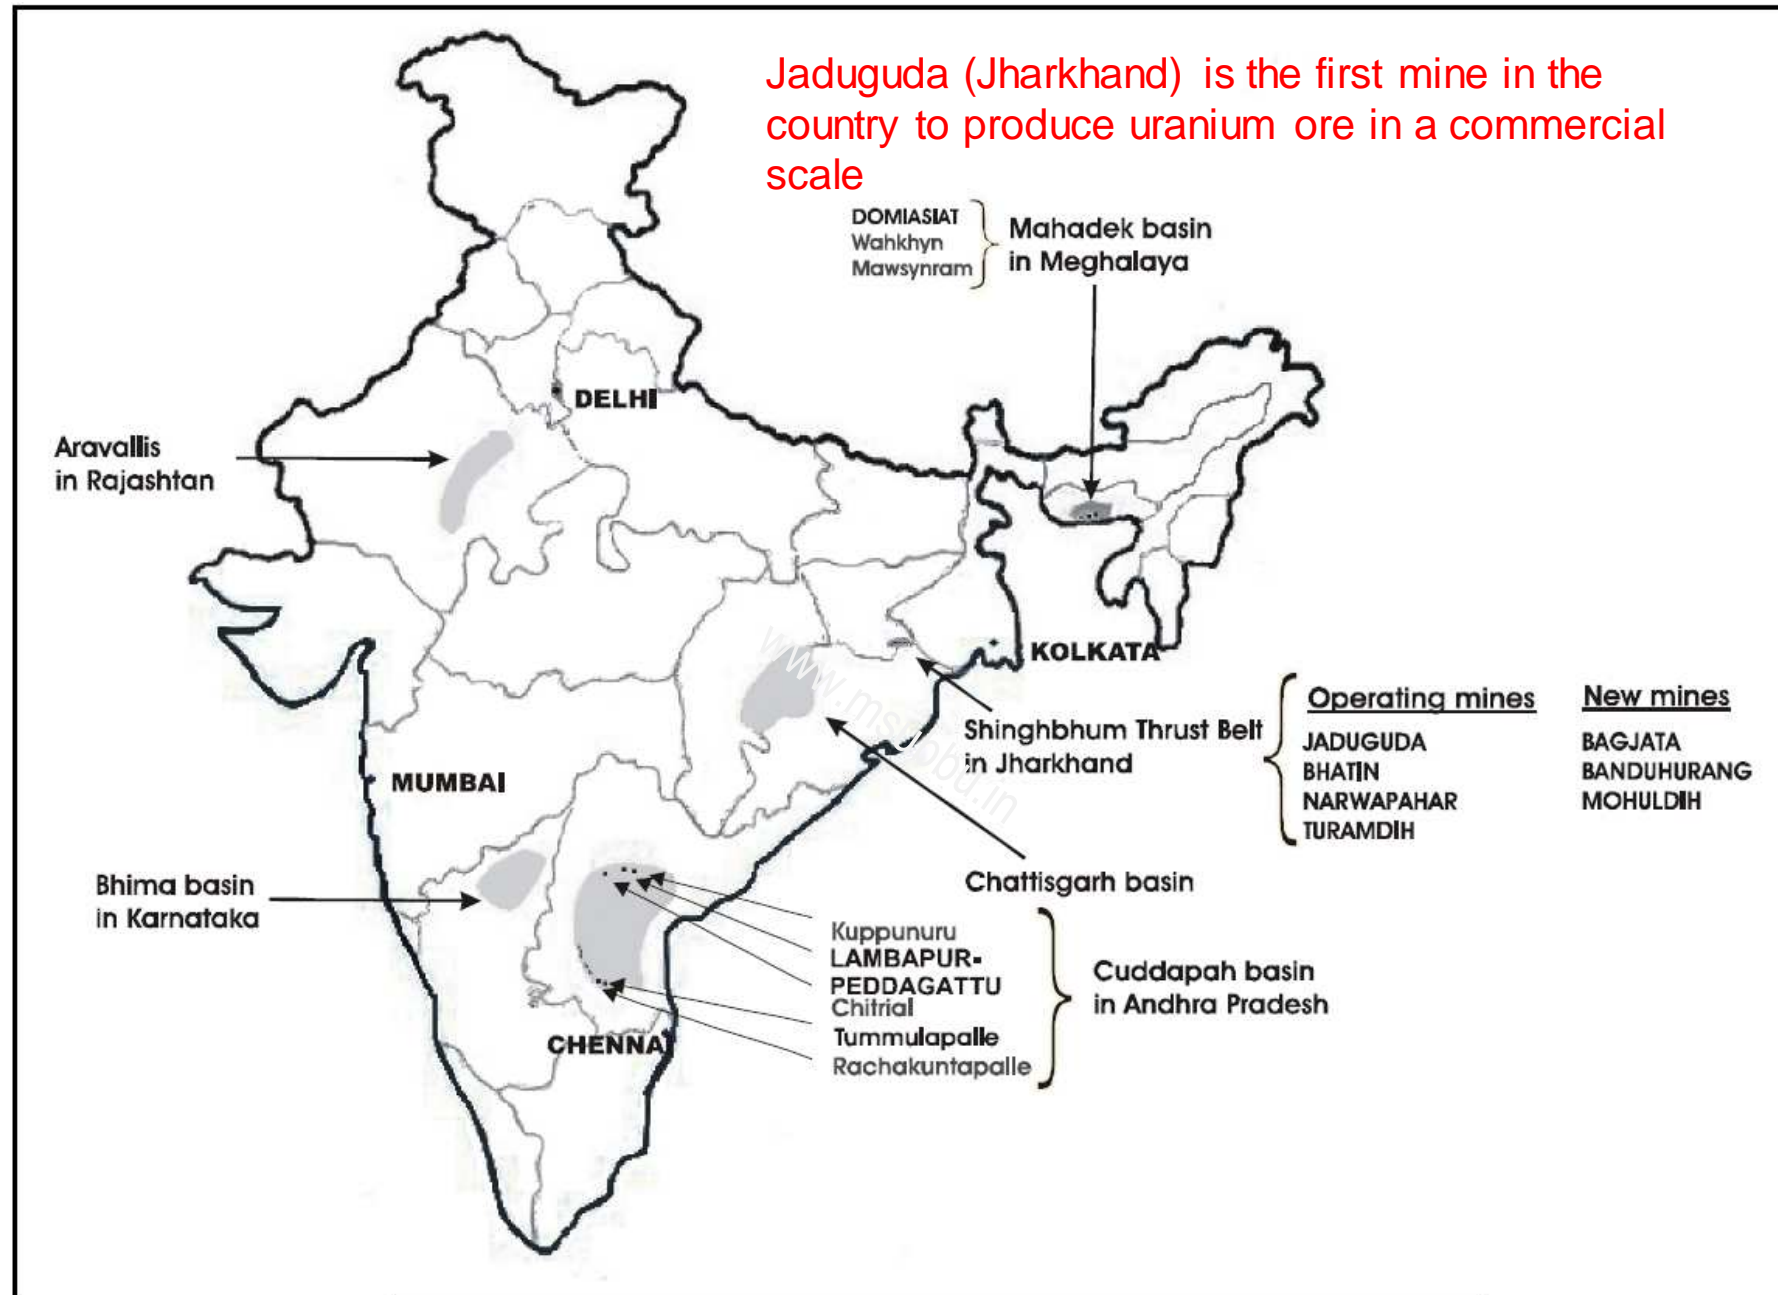 Jaduguda (Jharkhand) is the first mine in the
country to produce uranium ore in a commercial
scale
DOMIASIAT
Wahkhyn
Mawsynram
Mahadek basin
in Meghalaya
DELHI
Aravallis
in Rajashtan
KOLKATA
Shinghbhum Thrust Belt
in Jharkhand
Operating mines
JADUGUDA
BHATIN
NARWAPAHAR
TURAMDIH
New mines
BAGJATA
BANDUHURANG
MOHULDIH
MUMBAI
Chattisgarh basin
Bhima basin
in Karnataka
Kuppunuru
LAMBAPUR-
PEDDAGATTU
Chitrial
Tummulapalle
Rachakuntapalle
Cuddapah basin
in Andhra Pradesh
CHENNAI
www.msubbu.in